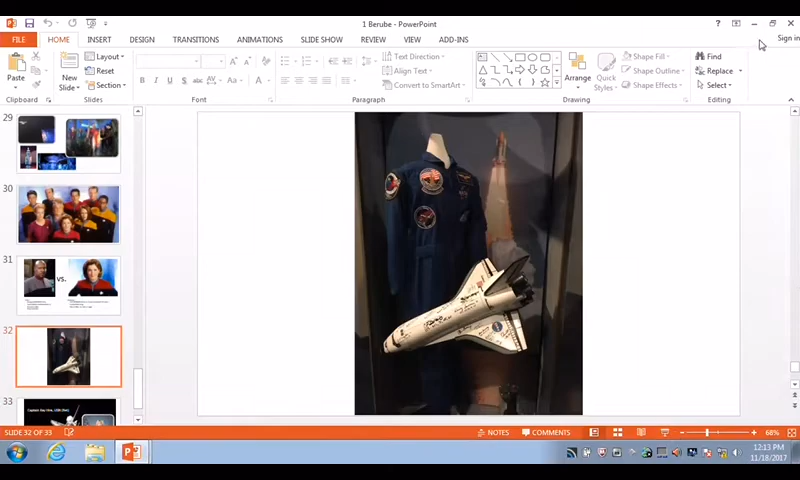 1 Berube - PowerPoint
Sign in
FILE HOME INSERT DESIGN TRANSITIONS ANIMATIONS SLIDE SHOW REVIEW VIEW ADD-INS
Paste
New
Slide
Layout
Reset
Section
B I U S abc AV Aa A
Text Direction
Align Text
Convert to SmartArt
Arrange
Quick
Styles
Shape Fill
Shape Outline
Shape Effects
Find
Replace
Select
Clipboard Slides Font Paragraph Drawing Editing
29
30
31
vs.
32
33
SLIDE 32 OF 33
NOTES COMMENTS 68%
12:13 PM
11/18/2017